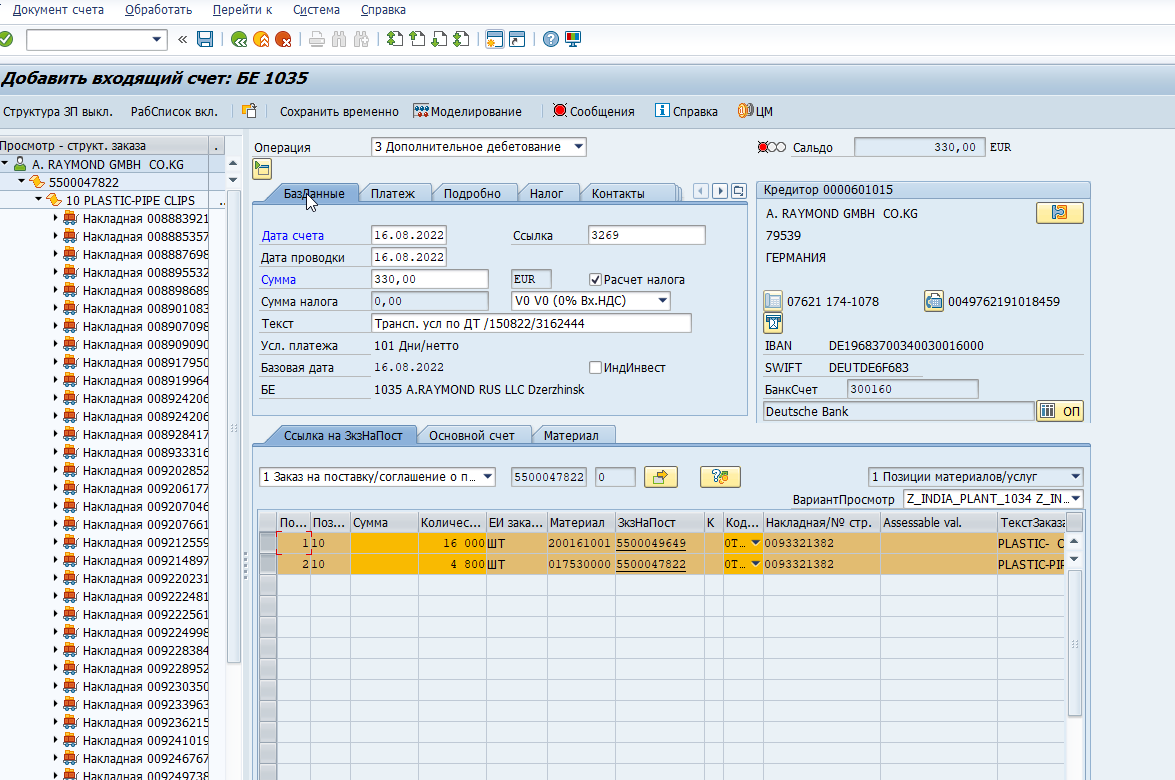 Документ счета Обработать Перейти к Система Справка
Добавить входящий счет: БЕ 1035
Структура ЗП выкл. РабСписок вкл. Сохранить временно Моделирование Сообщения Справка ЦМ
Просмотр - структ. заказа .
A. RAYMOND GMBH CO.KG
5500047822
10 PLASTIC-PIPE CLIPS ..
Накладная 008883921
Накладная 008885357
Накладная 008887698
Накладная 008895532
Накладная 008898689
Накладная 008901083
Накладная 008907098
Накладная 008909090
Накладная 008917950
Накладная 008919964
Накладная 008924206
Накладная 008924206
Накладная 008928417
Накладная 008933316
Накладная 009202852
Накладная 009206177
Накладная 009207046
Накладная 009207661
Накладная 009212559
Накладная 009214897
Накладная 009220231
Накладная 009222481
Накладная 009222561
Накладная 009224998
Накладная 009228384
Накладная 009228952
Накладная 009230350
Накладная 009233963
Накладная 009236215
Накладная 009241019
Накладная 009246767
Накладная 009249738
Операция 3 Дополнительное дебетование Сальдо 330,00 EUR
БазДанные Платеж Подробно Налог Контакты
Дата счета 16.08.2022 Ссылка 3269
Дата проводки 16.08.2022
Сумма 330,00 EUR Расчет налога
Сумма налога 0,00 V0 V0 (0% Вх.НДС)
Текст Трансп. усл по ДТ /150822/3162444
Усл. платежа 101 Дни/нетто
Базовая дата 16.08.2022 ИндИнвест
БЕ 1035 A.RAYMOND RUS LLC Dzerzhinsk
Кредитор 0000601015
A. RAYMOND GMBH CO.KG
79539
ГЕРМАНИЯ
07621 174-1078 0049762191018459
IBAN DE19683700340030016000
SWIFT DEUTDE6F683
БанкСчет 300160
Deutsche Bank ОП
Ссылка на ЗкзНаПост Основной счет Материал
1 Заказ на поставку/соглашение о п... 5500047822 0 1 Позиции материалов/услуг
ВариантПросмотр Z_INDIA_PLANT_1034 Z_IN...
По... Поз... Сумма Количес... ЕИ зака... Материал ЗкзНаПост К Код... Накладная/№ стр. Assessable val. ТекстЗаказа
1 10 16 000 ШТ 200161001 5500049649 0T... 0093321382 PLASTIC- C
2 10 4 800 ШТ 017530000 5500047822 0T... 0093321382 PLASTIC-PIP